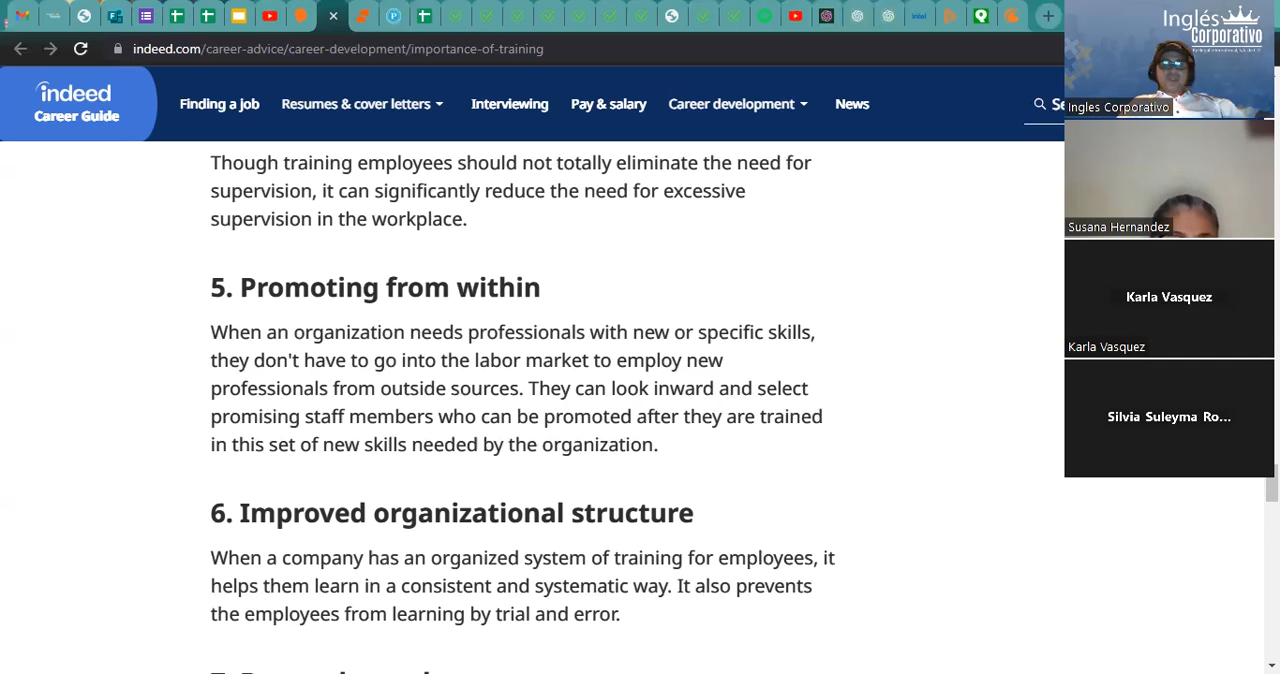 indeed.com/career-advice/career-development/importance-of-training
indeed
Career Guide
Finding a job
Resumes & cover letters
Interviewing
Pay & salary
Career development
News
Though training employees should not totally eliminate the need for
supervision, it can significantly reduce the need for excessive
supervision in the workplace.
5. Promoting from within
When an organization needs professionals with new or specific skills,
they don't have to go into the labor market to employ new
professionals from outside sources. They can look inward and select
promising staff members who can be promoted after they are trained
in this set of new skills needed by the organization.
6. Improved organizational structure
When a company has an organized system of training for employees, it
helps them learn in a consistent and systematic way. It also prevents
the employees from learning by trial and error.
Inglés
Corporativo
Ingles Corporativo
Susana Hernandez
Karla Vasquez
Karla Vasquez
Silvia Suleyma Ro...